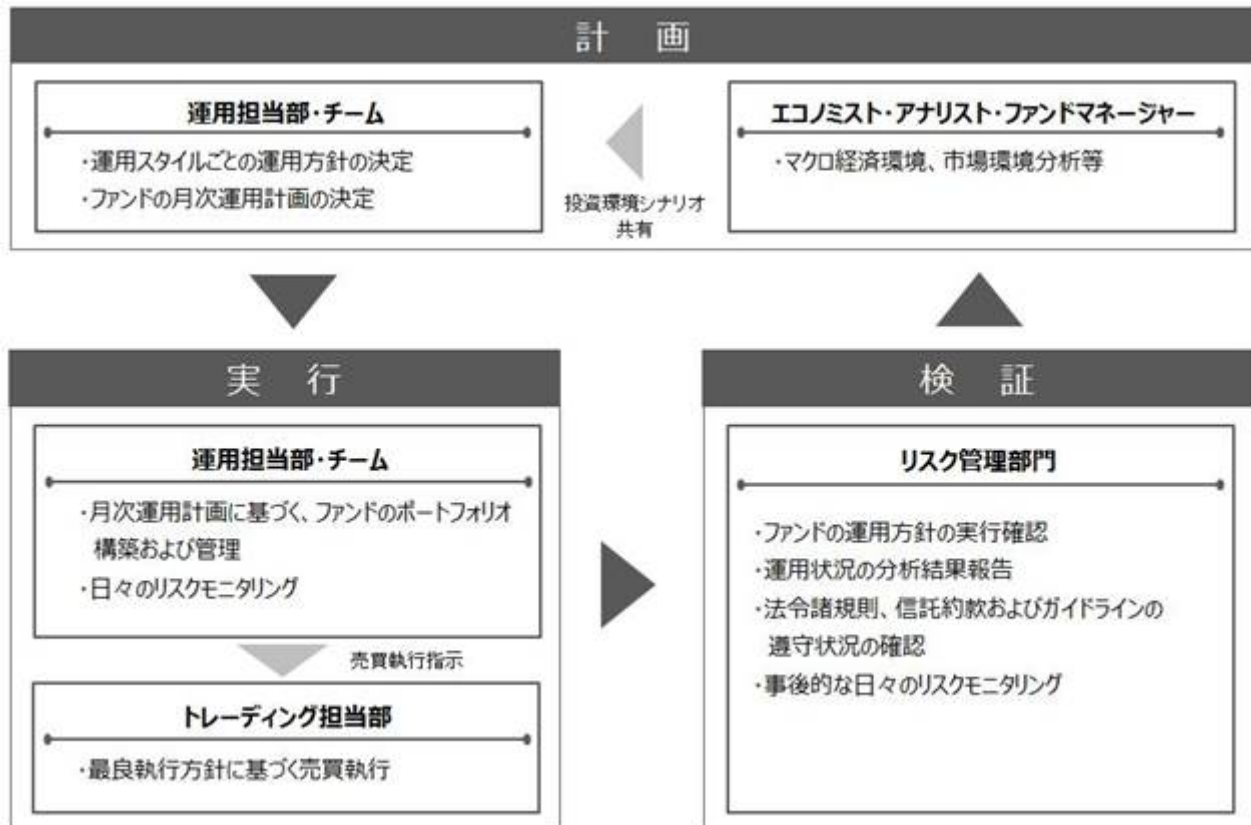 計 画
運用担当部・チーム
・運用スタイルごとの運用方針の決定
・ファンドの月次運用計画の決定
投資環境シナリオ
共有
エコノミスト・アナリスト・ファンドマネージャー
・マクロ経済環境、市場環境分析等
実 行
運用担当部・チーム
・月次運用計画に基づく、ファンドのポートフォリオ
構築および管理
・日々のリスクモニタリング
売買執行指示
トレーディング担当部
・最良執行方針に基づく売買執行
検 証
リスク管理部門
・ファンドの運用方針の実行確認
・運用状況の分析結果報告
・法令諸規則、信託約款およびガイドラインの
遵守状況の確認
・事後的な日々のリスクモニタリング